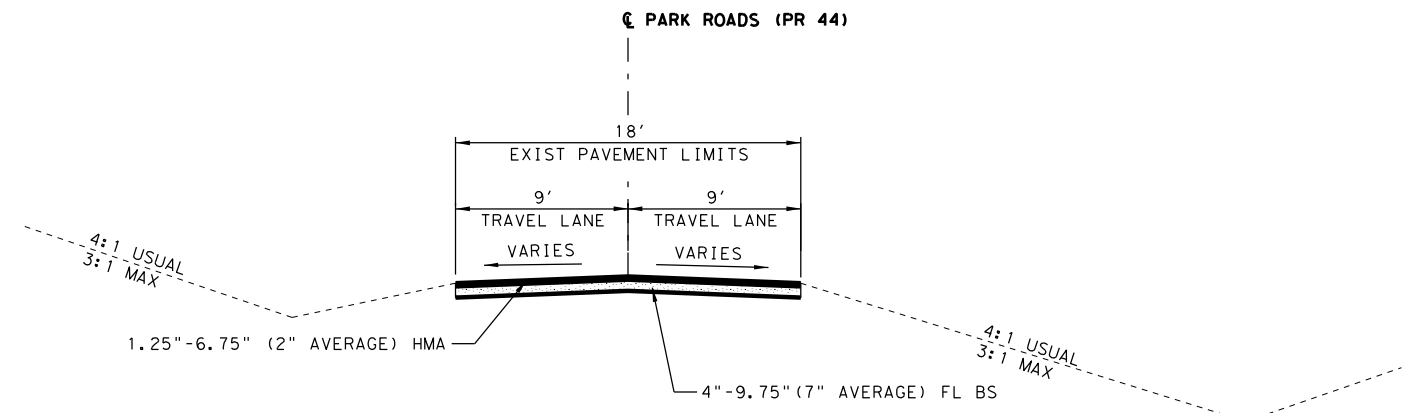 ℄ PARK ROADS (PR 44)
18'
EXIST PAVEMENT LIMITS
9'
TRAVEL LANE
VARIES
9'
TRAVEL LANE
VARIES
4:1 USUAL
3:1 MAX
1.25"-6.75" (2" AVERAGE) HMA
4:1 USUAL
3:1 MAX
4"-9.75"(7" AVERAGE) FL BS